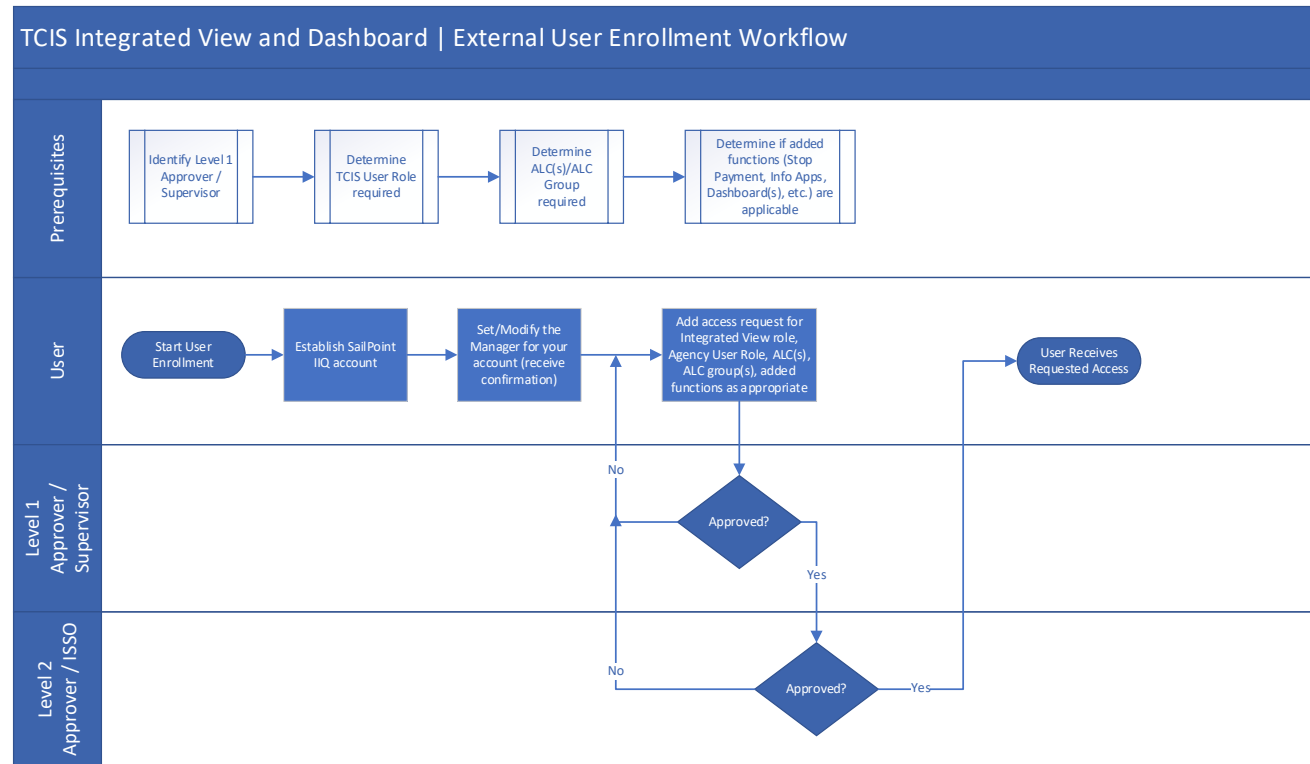 TCIS Integrated View and Dashboard | External User Enrollment Workflow
Prerequisites
Identify Level 1
Approver /
Supervisor
Determine
TCIS User Role
required
Determine
ALC(s)/ALC
Group
required
Determine if added
functions (Stop
Payment, Info Apps,
Dashboard(s), etc.) are
applicable
User
Start User
Enrollment
Establish SailPoint
IIQ account
Set/Modify the
Manager for your
account (receive
confirmation)
Add access request for
Integrated View role,
Agency User Role, ALC(s),
ALC group(s), added
functions as appropriate
User Receives
Requested Access
Level 1
Approver /
Supervisor
No
Approved?
Yes
Level 2
Approver / ISSO
No
Approved?
Yes